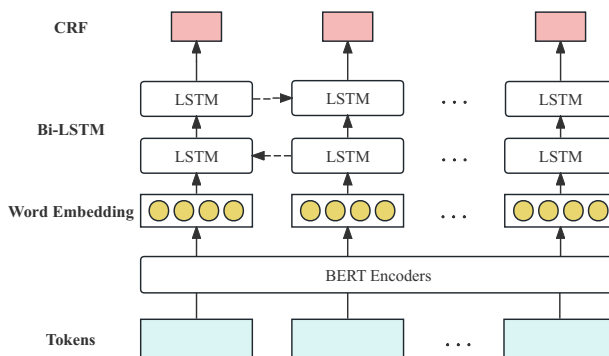 CRF
LSTM LSTM ... LSTM
Bi-LSTM
LSTM LSTM ... LSTM
Word Embedding ...
BERT Encoders
Tokens ...